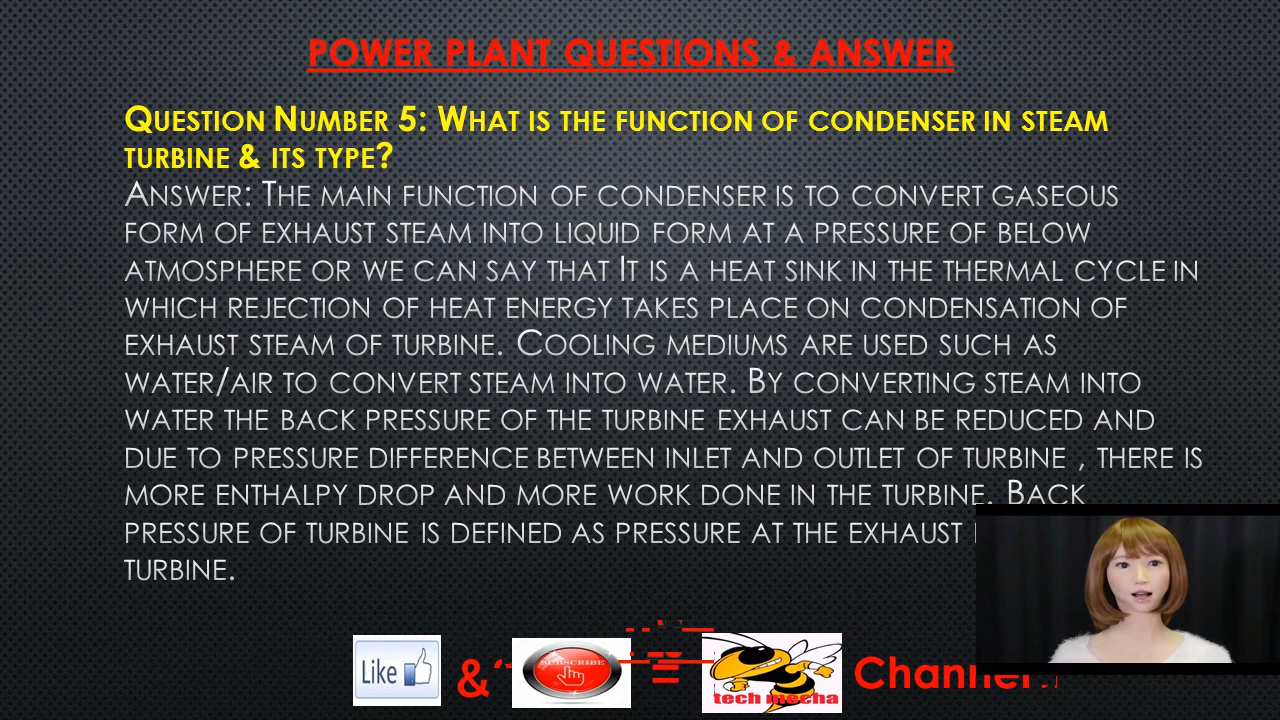 POWER PLANT QUESTIONS & ANSWER
QUESTION NUMBER 5: WHAT IS THE FUNCTION OF CONDENSER IN STEAM
TURBINE & ITS TYPE?
ANSWER: THE MAIN FUNCTION OF CONDENSER IS TO CONVERT GASEOUS
FORM OF EXHAUST STEAM INTO LIQUID FORM AT A PRESSURE OF BELOW
ATMOSPHERE OR WE CAN SAY THAT IT IS A HEAT SINK IN THE THERMAL CYCLE IN
WHICH REJECTION OF HEAT ENERGY TAKES PLACE ON CONDENSATION OF
EXHAUST STEAM OF TURBINE. COOLING MEDIUMS ARE USED SUCH AS
WATER/AIR TO CONVERT STEAM INTO WATER. BY CONVERTING STEAM INTO
WATER THE BACK PRESSURE OF THE TURBINE EXHAUST CAN BE REDUCED AND
DUE TO PRESSURE DIFFERENCE BETWEEN INLET AND OUTLET OF TURBINE , THERE IS
MORE ENTHALPY DROP AND MORE WORK DONE IN THE TURBINE. BACK
PRESSURE OF TURBINE IS DEFINED AS PRESSURE AT THE EXHAUST
TURBINE.
Like & SUBSCRIBE tech mecha Channel